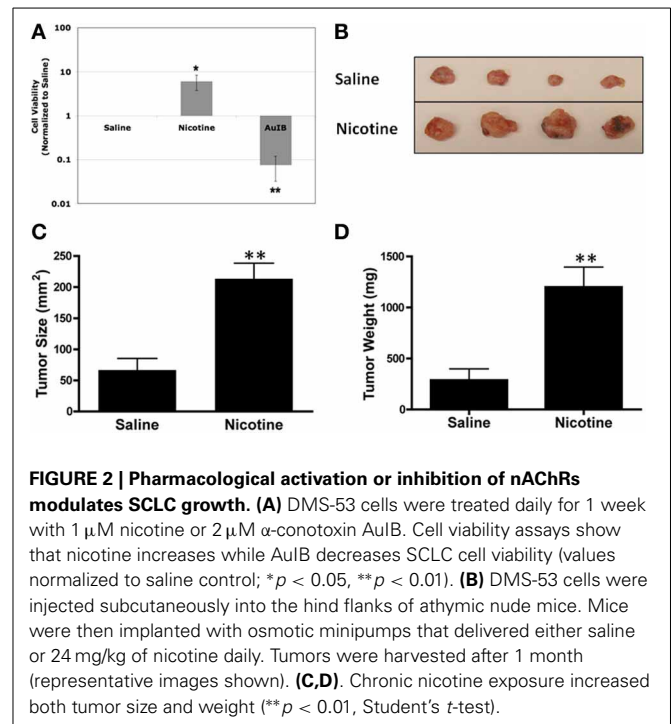 A
Cell Viability
(Normalized to Saline)
100
10
1
0.1
0.01
*
**
Saline
Nicotine
AuIB
B
Saline
Nicotine
C
Tumor Size (mm²)
250
200
150
100
50
0
**
Saline
Nicotine
D
Tumor Weight (mg)
1500
1000
500
0
**
Saline
Nicotine
FIGURE 2 | Pharmacological activation or inhibition of nAChRs
modulates SCLC growth. (A) DMS-53 cells were treated daily for 1 week
with 1 μM nicotine or 2 μM α-conotoxin AuIB. Cell viability assays show
that nicotine increases while AuIB decreases SCLC cell viability (values
normalized to saline control; *p < 0.05, **p < 0.01). (B) DMS-53 cells were
injected subcutaneously into the hind flanks of athymic nude mice. Mice
were then implanted with osmotic minipumps that delivered either saline
or 24 mg/kg of nicotine daily. Tumors were harvested after 1 month
(representative images shown). (C,D). Chronic nicotine exposure increased
both tumor size and weight (**p < 0.01, Student's t-test).